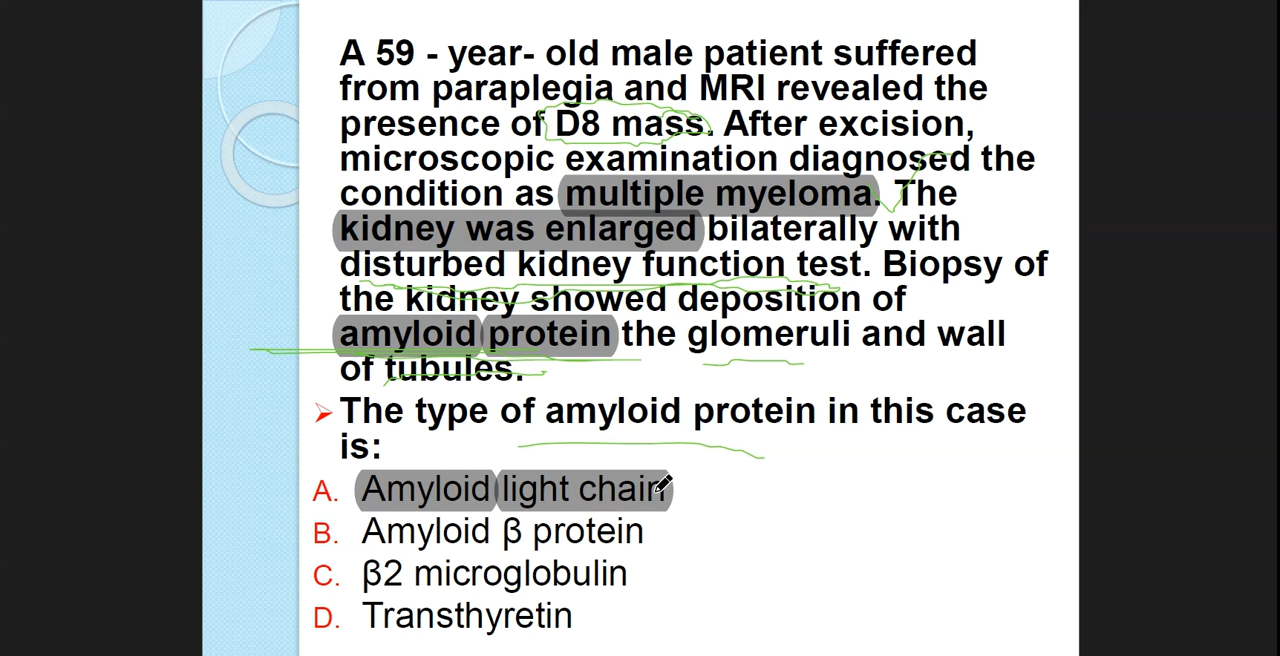 A 59 - year- old male patient suffered
from paraplegia and MRI revealed the
presence of D8 mass. After excision,
microscopic examination diagnosed the
condition as multiple myeloma. The
kidney was enlarged bilaterally with
disturbed kidney function test. Biopsy of
the kidney showed deposition of
amyloid protein the glomeruli and wall
of tubules.
The type of amyloid protein in this case
is:
A. Amyloid light chain
B. Amyloid β protein
C. β2 microglobulin
D. Transthyretin